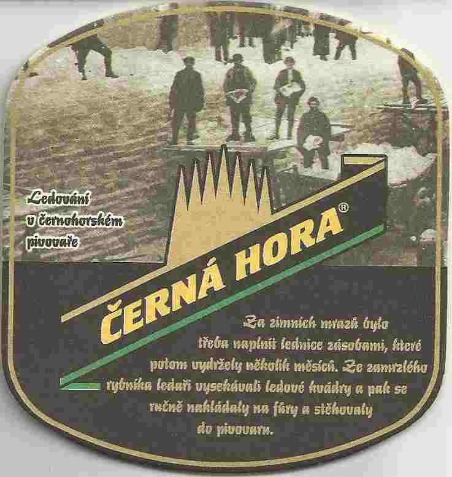 Ledování
v černohorském
pivovaře
ČERNÁ HORA®
Za zimních mrazů bylo
třeba naplnit lednice zásobami, které
potom vydržely několik měsíců. Ze zamrzlého
rybníka ledaři vysekávali ledové kvádry a pak se
ručně nakládaly na fůry a stěhovaly
do pivovaru.